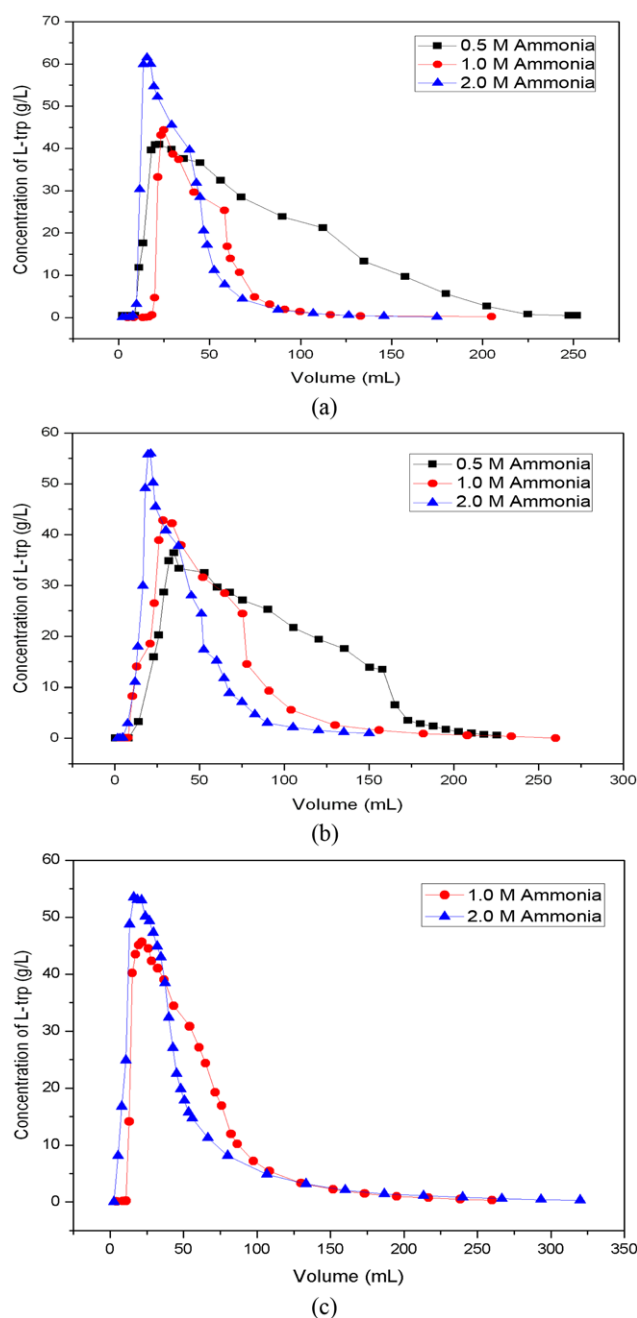 70
60
50
40
30
20
10
0
Concentration of L-trp (g/L)
0.5 M Ammonia
1.0 M Ammonia
2.0 M Ammonia
0 50 100 150 200 250
Volume (mL)
(a)
60
50
40
30
20
10
0
Concentration of L-trp (g/L)
0.5 M Ammonia
1.0 M Ammonia
2.0 M Ammonia
0 50 100 150 200 250 300
Volume (mL)
(b)
60
50
40
30
20
10
0
Concentration of L-trp (g/L)
1.0 M Ammonia
2.0 M Ammonia
0 50 100 150 200 250 300 350
Volume (mL)
(c)